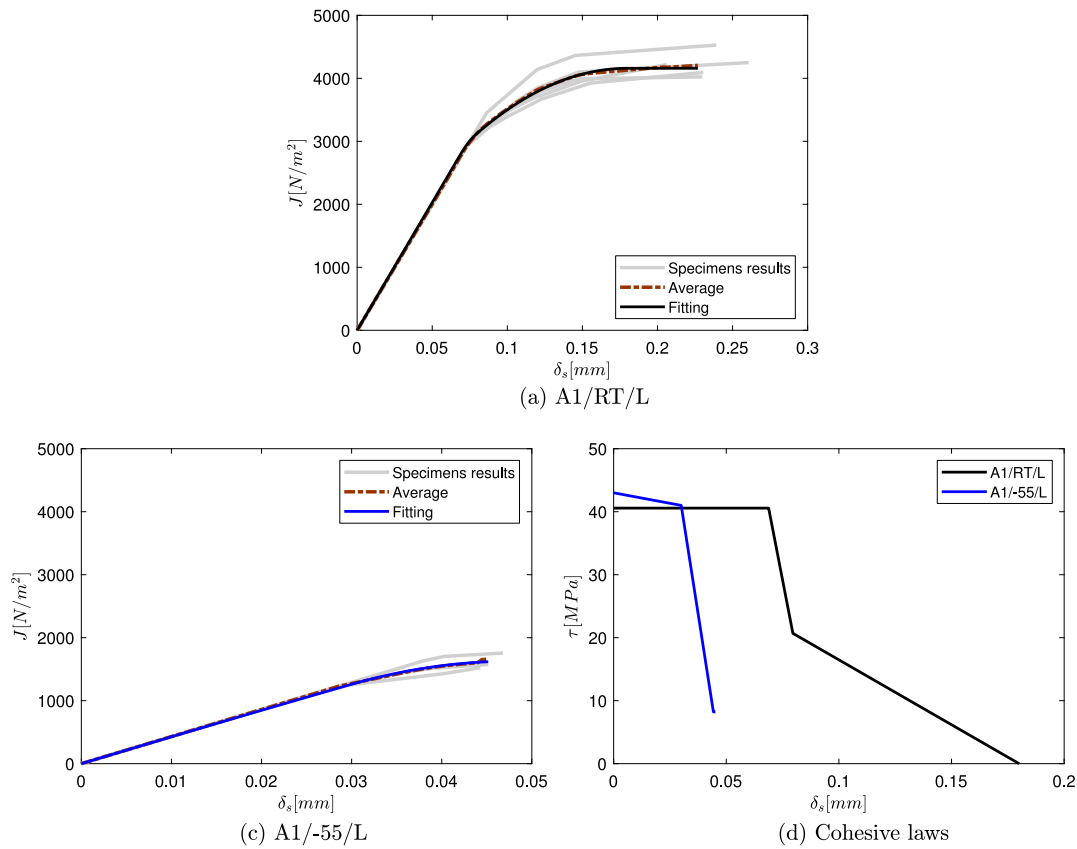 5000
4000
3000
2000
1000
0
J[N/m²]
Specimens results
Average
Fitting
0 0.05 0.1 0.15 0.2 0.25 0.3
δₛ[mm]
(a) A1/RT/L
5000
4000
3000
2000
1000
0
J[N/m²]
Specimens results
Average
Fitting
0 0.01 0.02 0.03 0.04 0.05
δₛ[mm]
(c) A1/-55/L
50
40
30
20
10
0
τ[MPa]
A1/RT/L
A1/-55/L
0 0.05 0.1 0.15 0.2
δₛ[mm]
(d) Cohesive laws